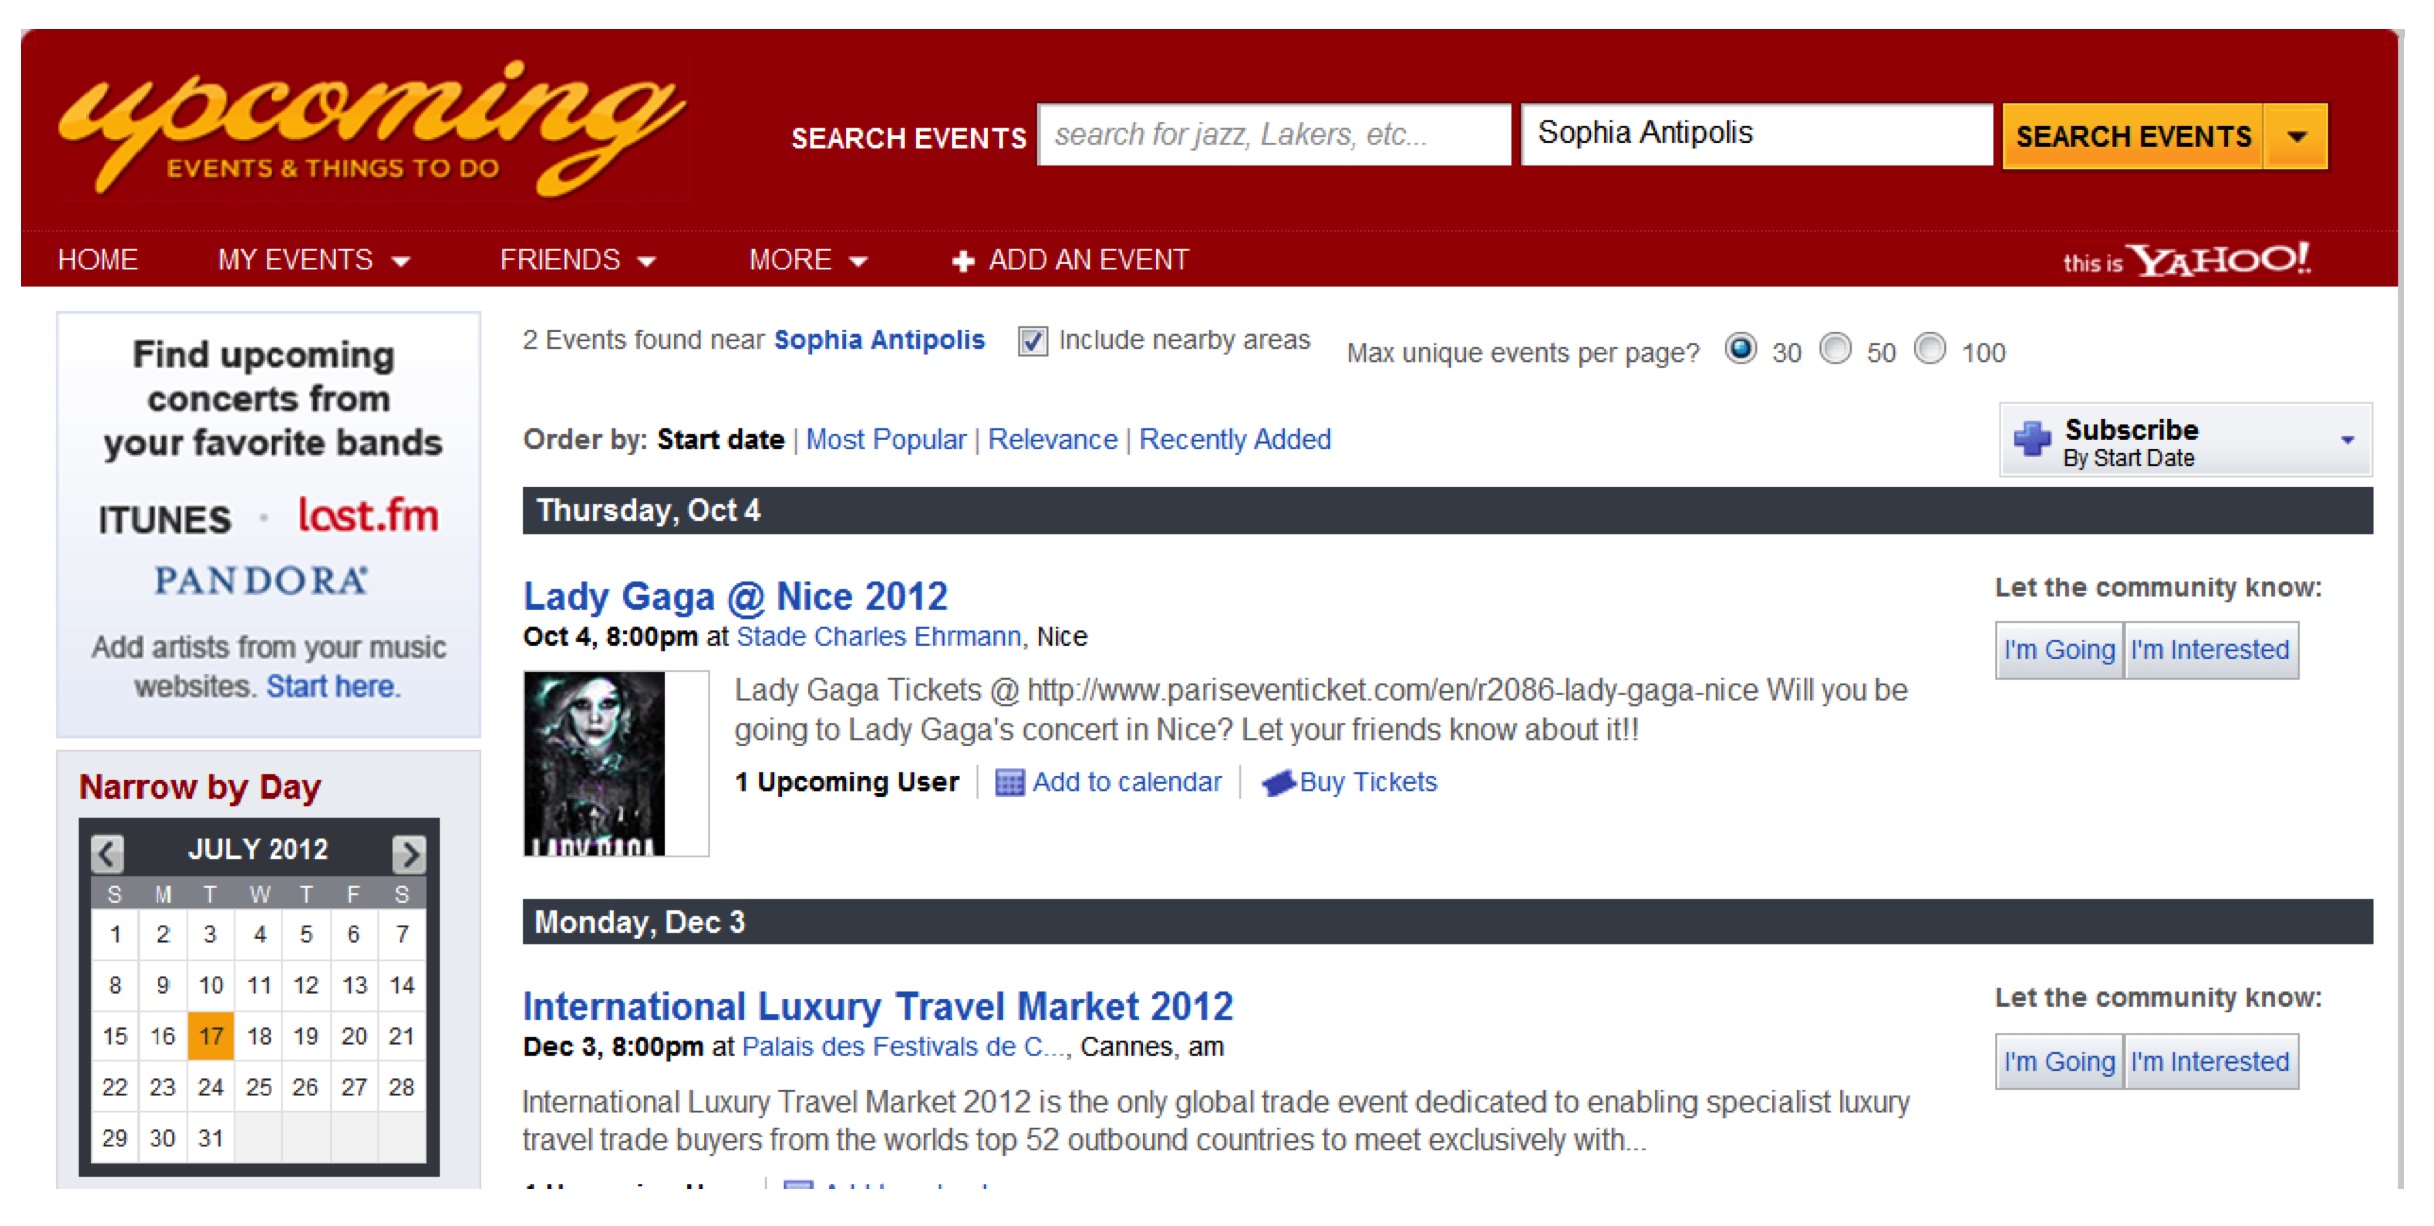 upcoming
EVENTS & THINGS TO DO
SEARCH EVENTS search for jazz, Lakers, etc... Sophia Antipolis SEARCH EVENTS
HOME MY EVENTS FRIENDS MORE ADD AN EVENT this is YAHOO!
Find upcoming
concerts from
your favorite bands
ITUNES · last.fm
PANDORA
Add artists from your music
websites. Start here.
Narrow by Day
JULY 2012
S M T W T F S
1 2 3 4 5 6 7
8 9 10 11 12 13 14
15 16 17 18 19 20 21
22 23 24 25 26 27 28
29 30 31
2 Events found near Sophia Antipolis Include nearby areas Max unique events per page? 30 50 100
Order by: Start date | Most Popular | Relevance | Recently Added
Subscribe
By Start Date
Thursday, Oct 4
Lady Gaga @ Nice 2012
Oct 4, 8:00pm at Stade Charles Ehrmann, Nice
LADY GAGA
Lady Gaga Tickets @ http://www.pariseventicket.com/en/r2086-lady-gaga-nice Will you be
going to Lady Gaga's concert in Nice? Let your friends know about it!!
1 Upcoming User Add to calendar Buy Tickets
Let the community know:
I'm Going I'm Interested
Monday, Dec 3
International Luxury Travel Market 2012
Dec 3, 8:00pm at Palais des Festivals de C..., Cannes, am
International Luxury Travel Market 2012 is the only global trade event dedicated to enabling specialist luxury
travel trade buyers from the worlds top 52 outbound countries to meet exclusively with...
Let the community know:
I'm Going I'm Interested